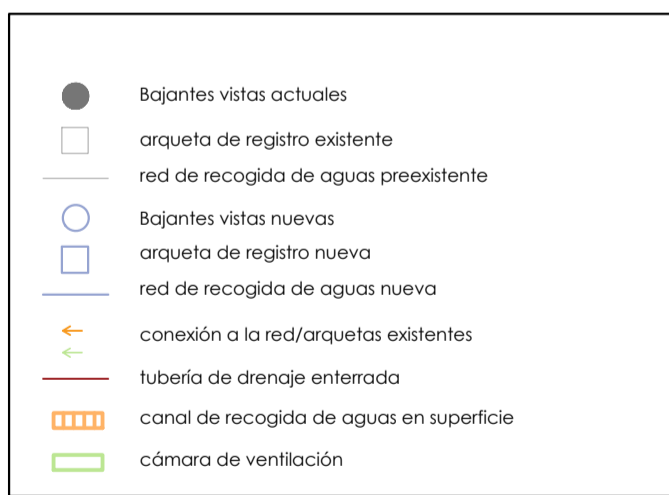 Bajantes vistas actuales
arqueta de registro existente
red de recogida de aguas preexistente
Bajantes vistas nuevas
arqueta de registro nueva
red de recogida de aguas nueva
conexión a la red/arquetas existentes
tubería de drenaje enterrada
canal de recogida de aguas en superficie
cámara de ventilación